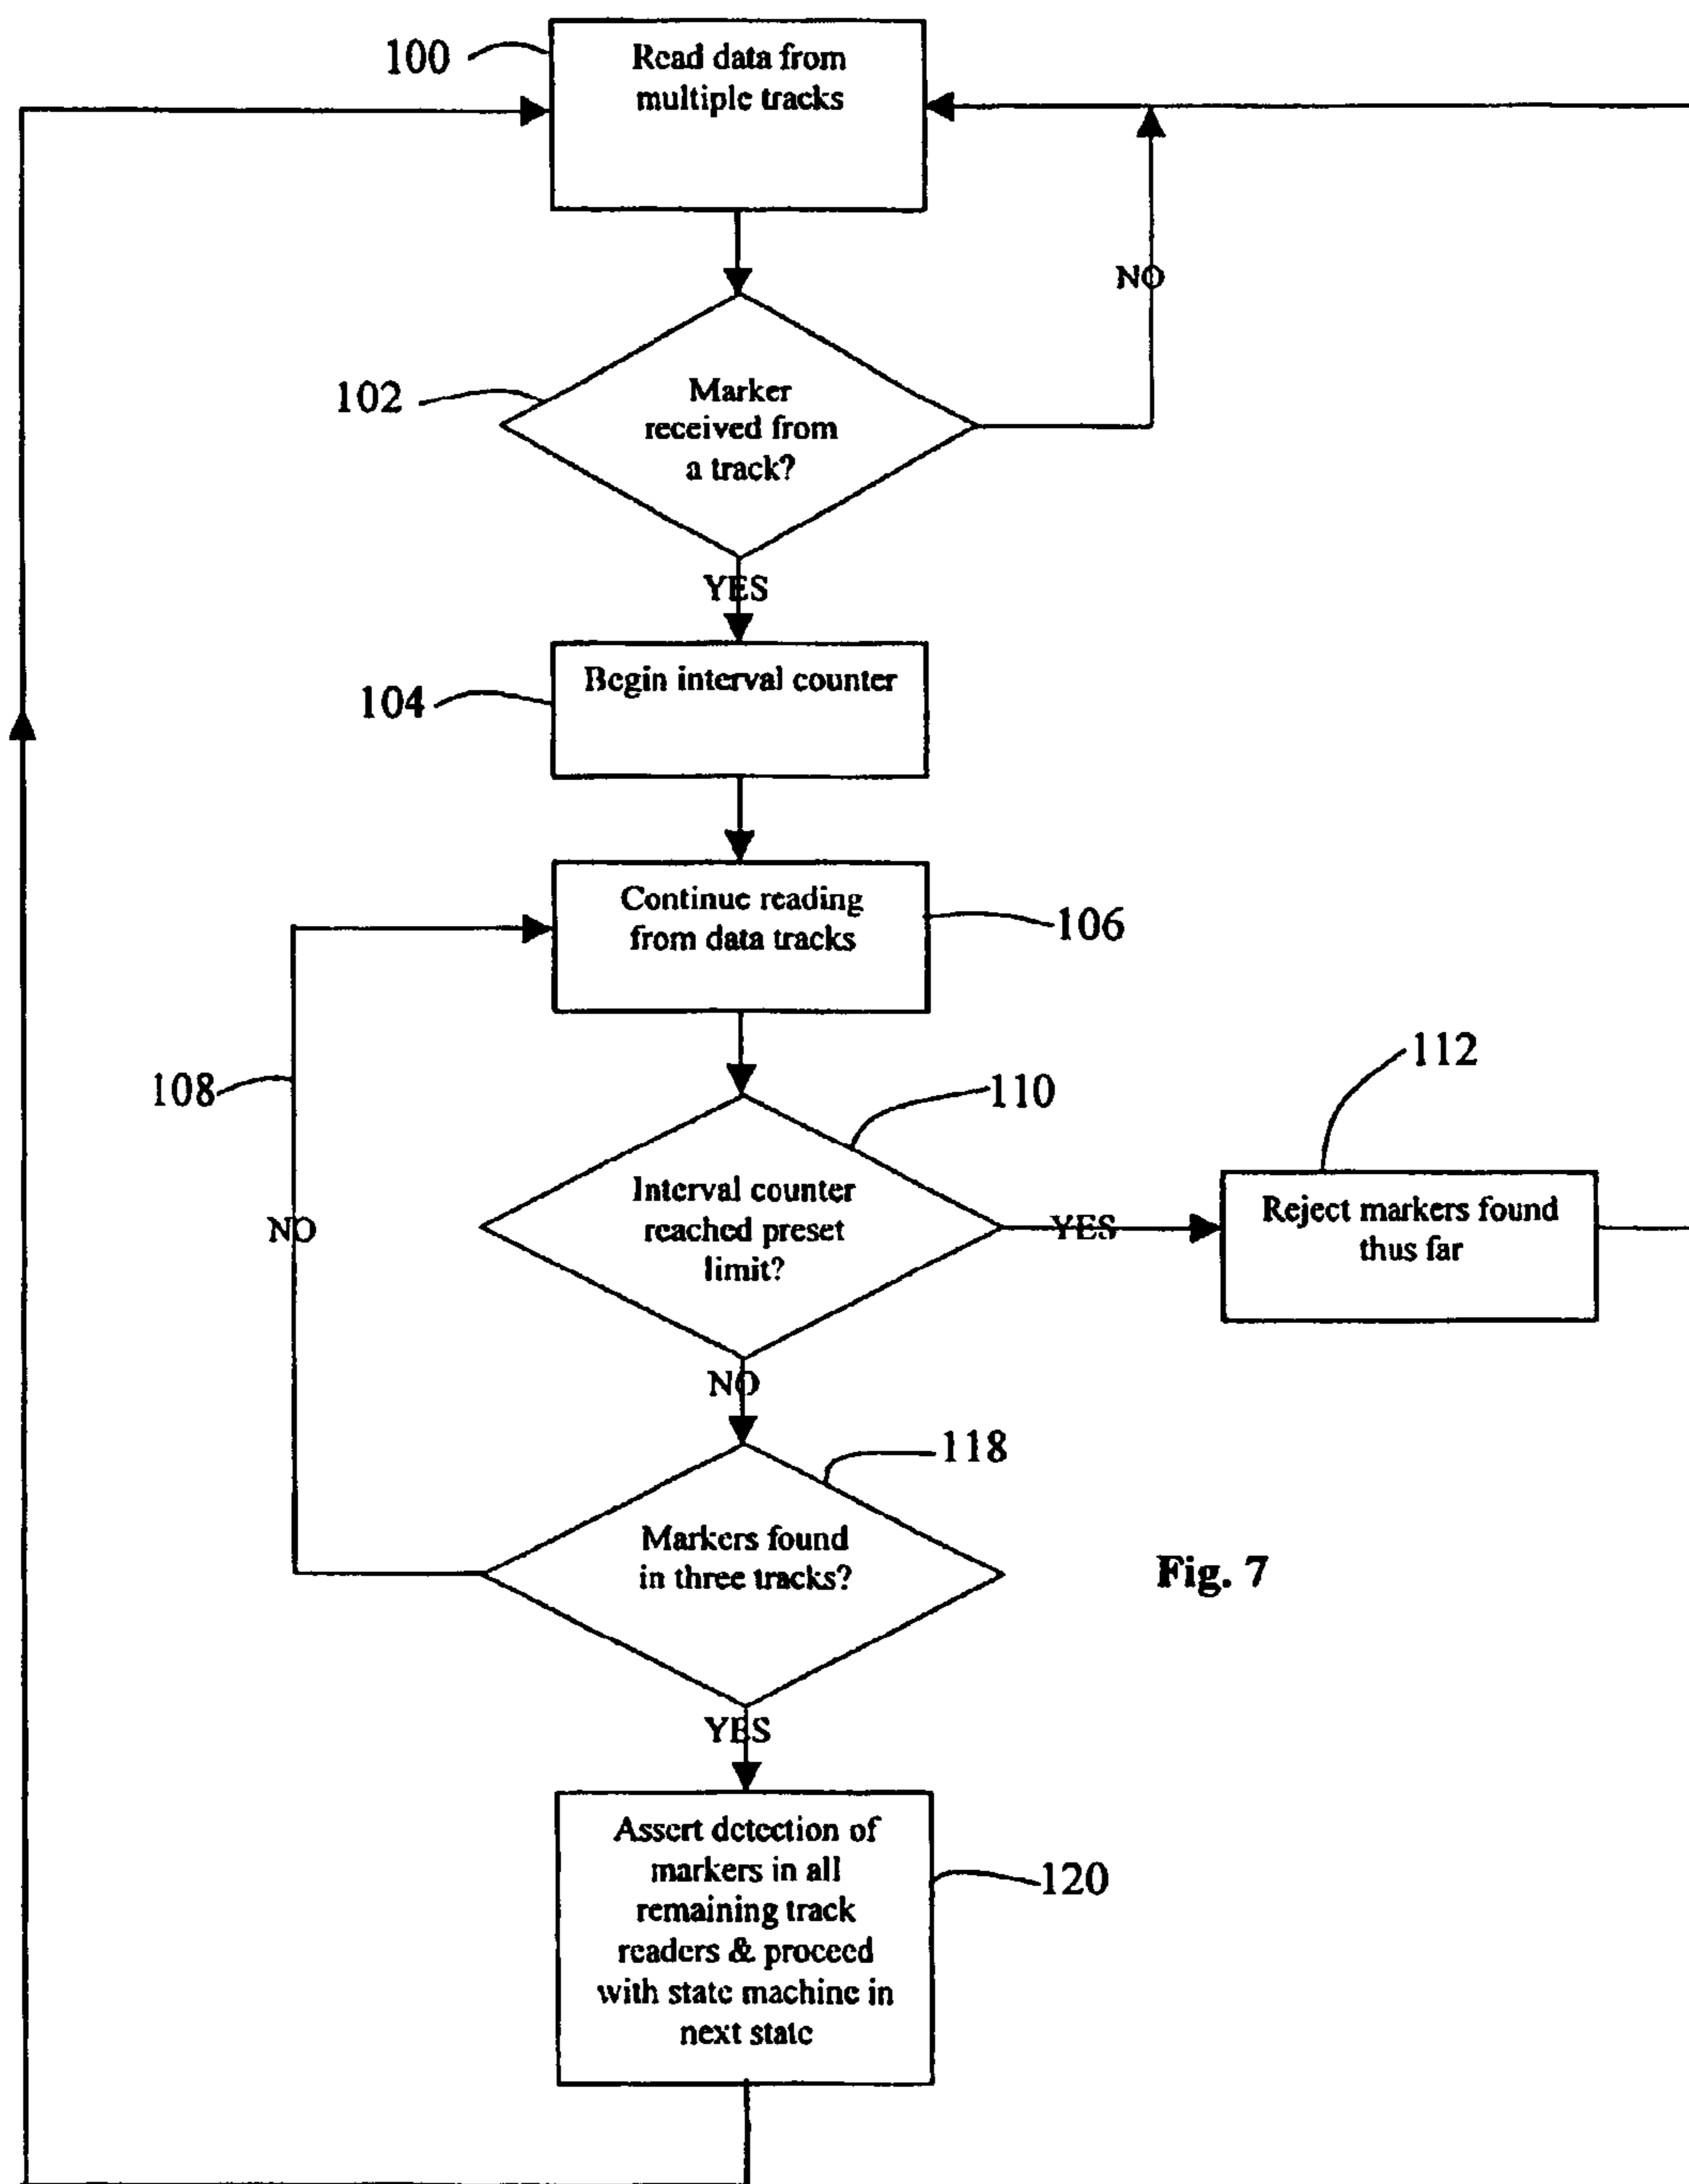 100
Read data from
multiple tracks
NO
102
Marker
received from
a track?
YES
104
Begin interval counter
Continue reading
from data tracks
106
108
110
112
Interval counter
reached preset
limit?
YES
Reject markers found
thus far
NO
NO
118
Markers found
in three tracks?
Fig. 7
YES
Assert detection of
markers in all
remaining track
readers & proceed
with state machine in
next state
120